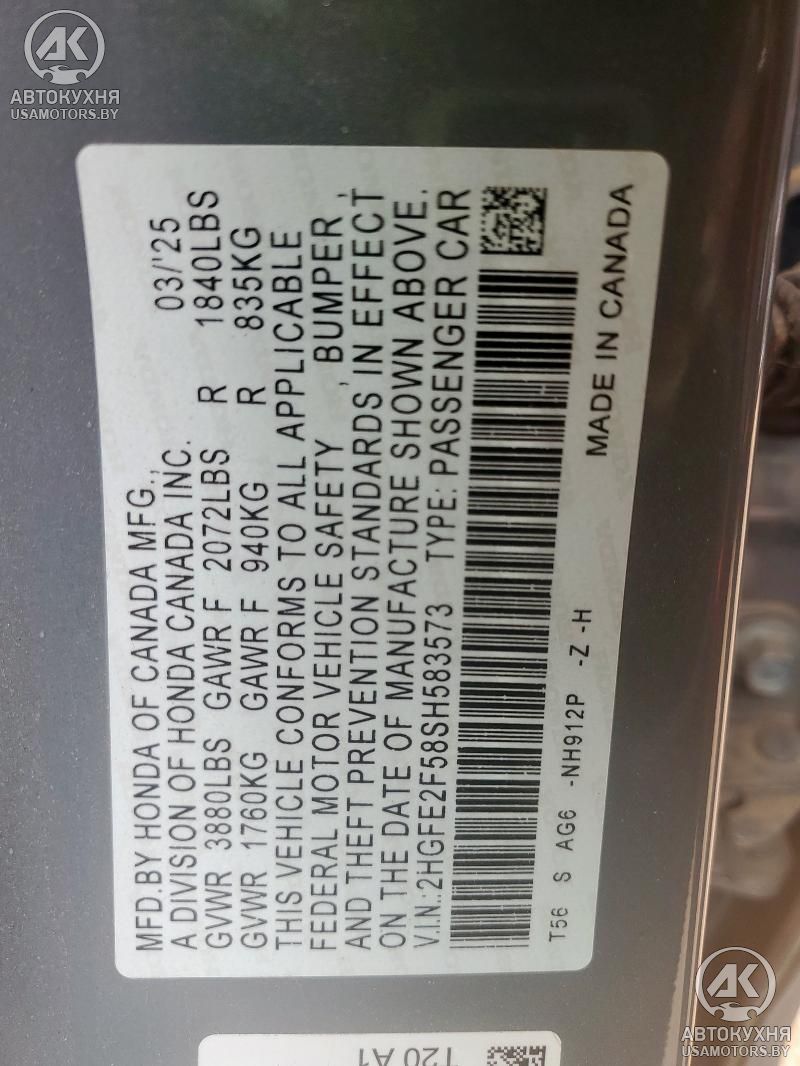 AK
АВТОКУХНЯ
USAMOTORS.BY
MFD.BY HONDA OF CANADA MFG., 03/'25
A DIVISION OF HONDA CANADA INC.
GVWR 3880LBS GAWR F 2072LBS R 1840LBS
GVWR 1760KG GAWR F 940KG R 835KG
THIS VEHICLE CONFORMS TO ALL APPLICABLE
FEDERAL MOTOR VEHICLE SAFETY , BUMPER ,
AND THEFT PREVENTION STANDARDS IN EFFECT
ON THE DATE OF MANUFACTURE SHOWN ABOVE.
V.I.N.:2HGFE2F58SH583573 TYPE: PASSENGER CAR
T56 S AG6 -NH912P -Z -H
MADE IN CANADA
T20 A1
AK
АВТОКУХНЯ
USAMOTORS.BY